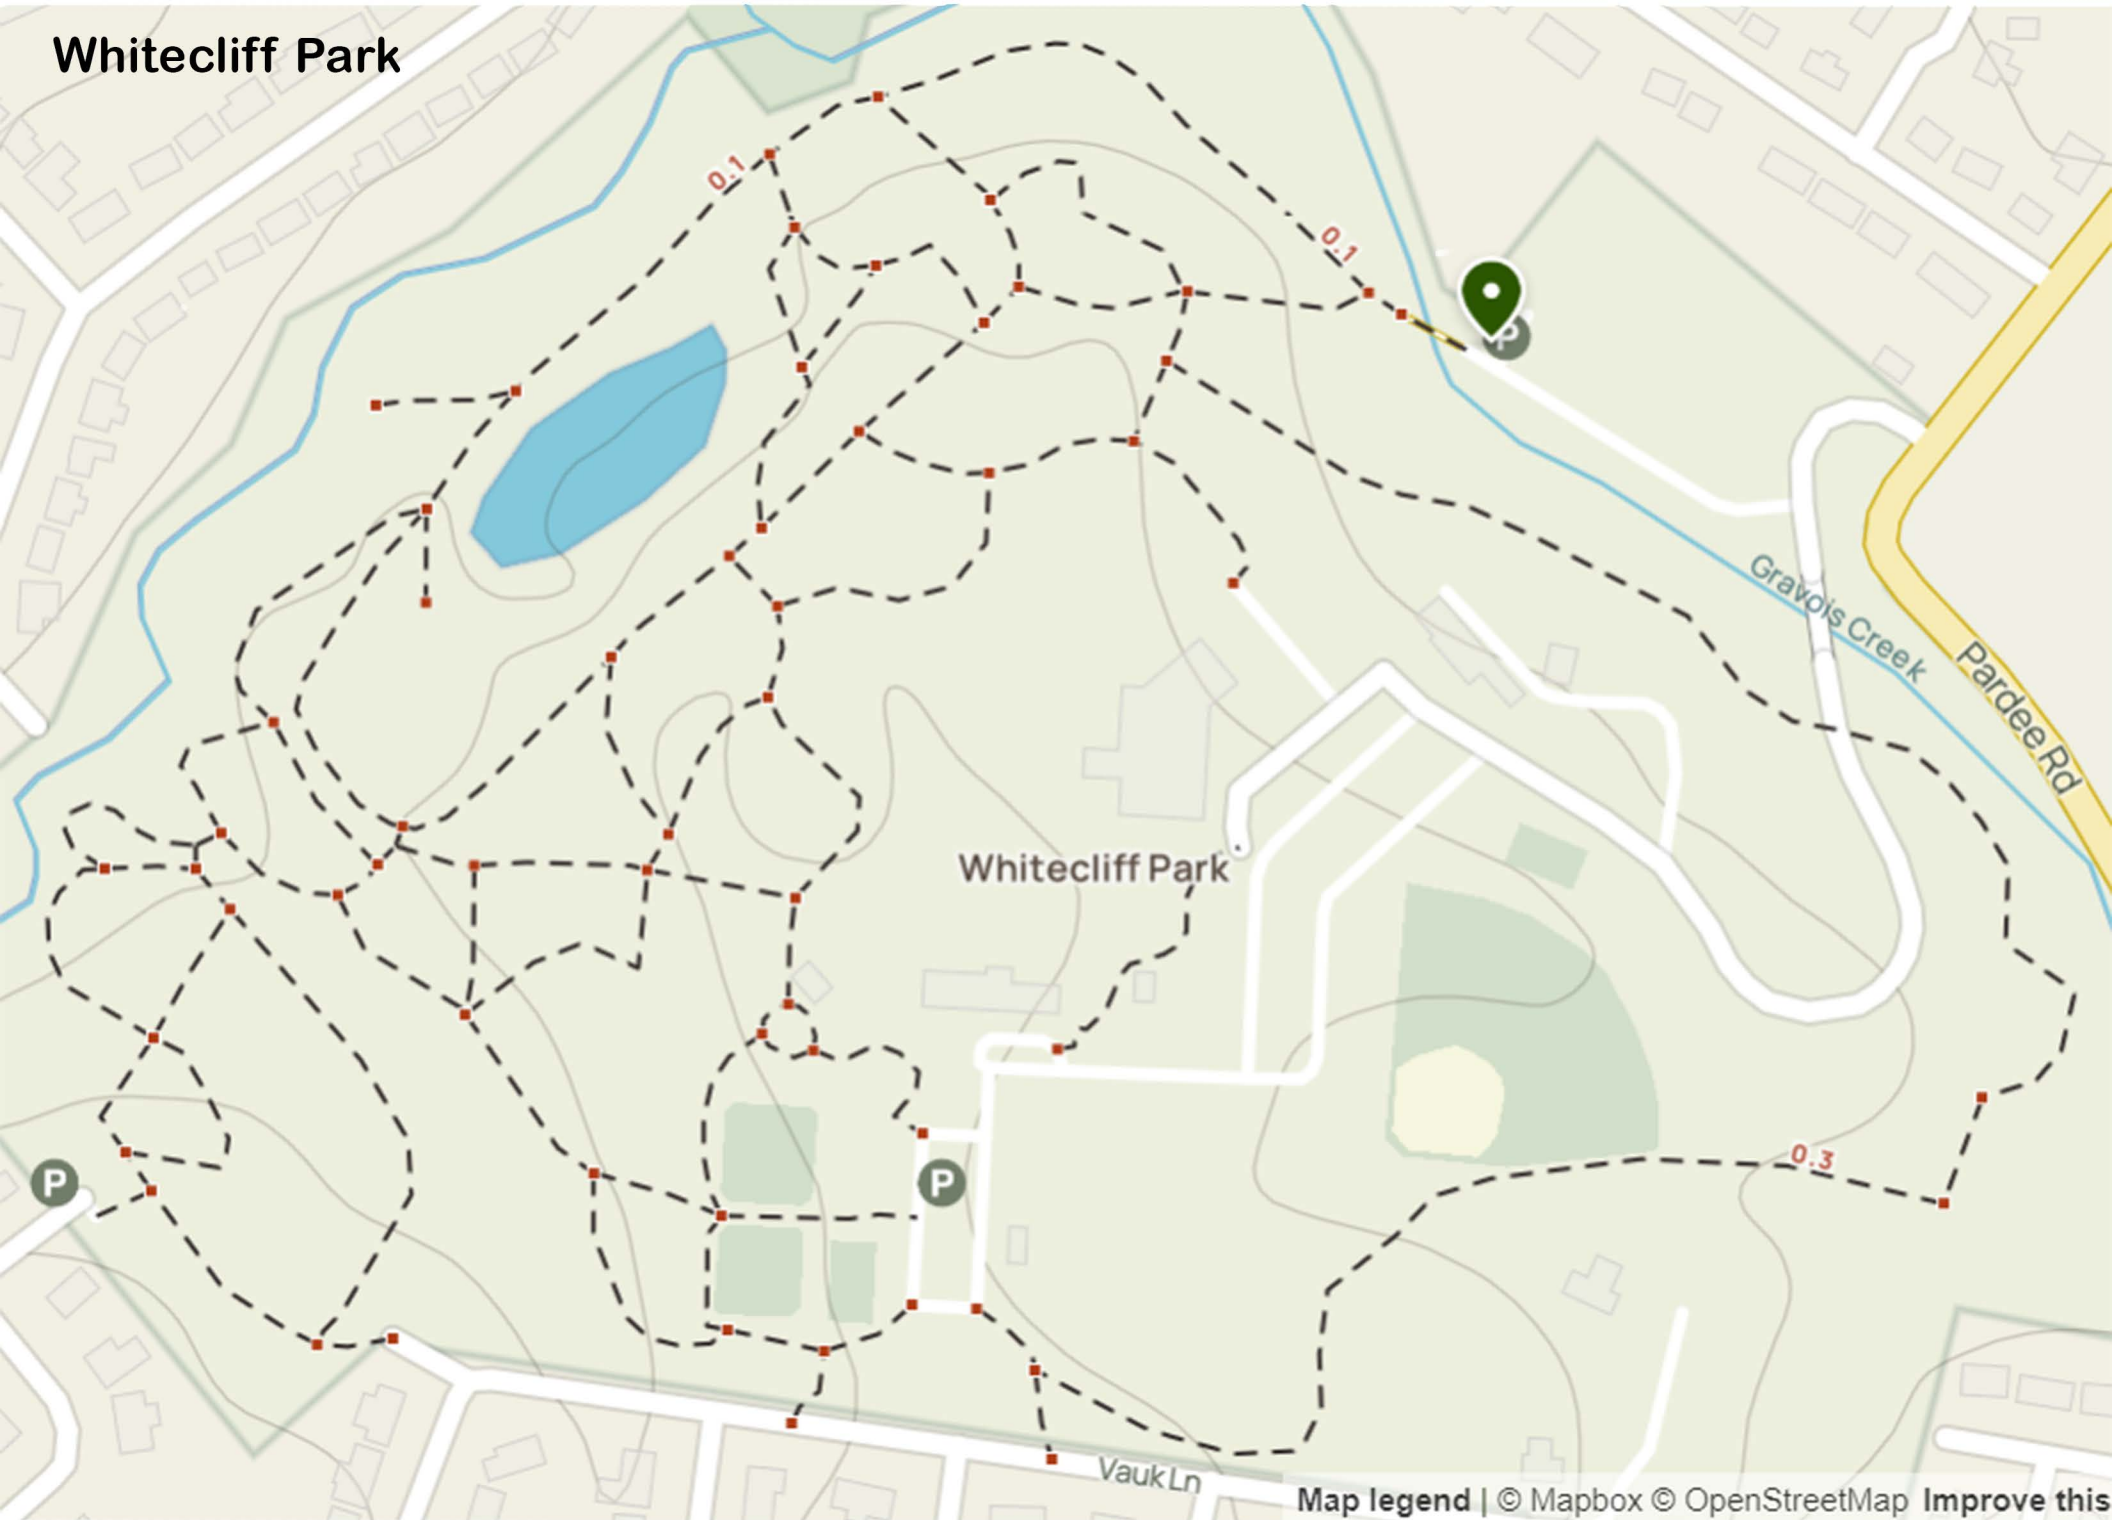 Whitecliff Park
0.1
0.1
P
Gravois Creek
Pardee Rd
Whitecliff Park
0.3
P
P
Vauk Ln
Map legend | © Mapbox © OpenStreetMap Improve this